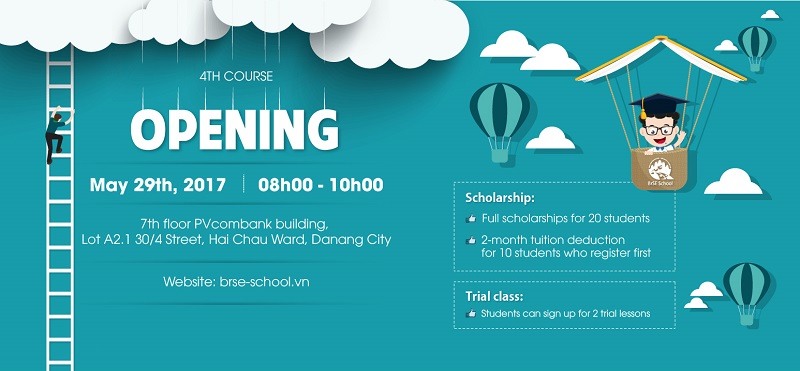 4TH COURSE
OPENING
May 29th, 2017 08h00 - 10h00
7th floor PVcombank building,
Lot A2.1 30/4 Street, Hai Chau Ward, Danang City
Website: brse-school.vn
BrSE School
Scholarship:
Full scholarships for 20 students
2-month tuition deduction
for 10 students who register first
Trial class:
Students can sign up for 2 trial lessons